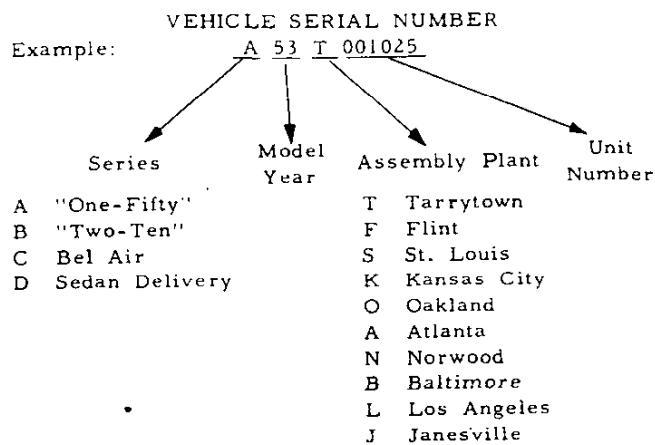 VEHICLE SERIAL NUMBER
Example: A 53 T 001025
Series
Model Year
Assembly Plant
Unit Number
A "One-Fifty"
B "Two-Ten"
C Bel Air
D Sedan Delivery
T Tarrytown
F Flint
S St. Louis
K Kansas City
O Oakland
A Atlanta
N Norwood
B Baltimore
L Los Angeles
J Janesville